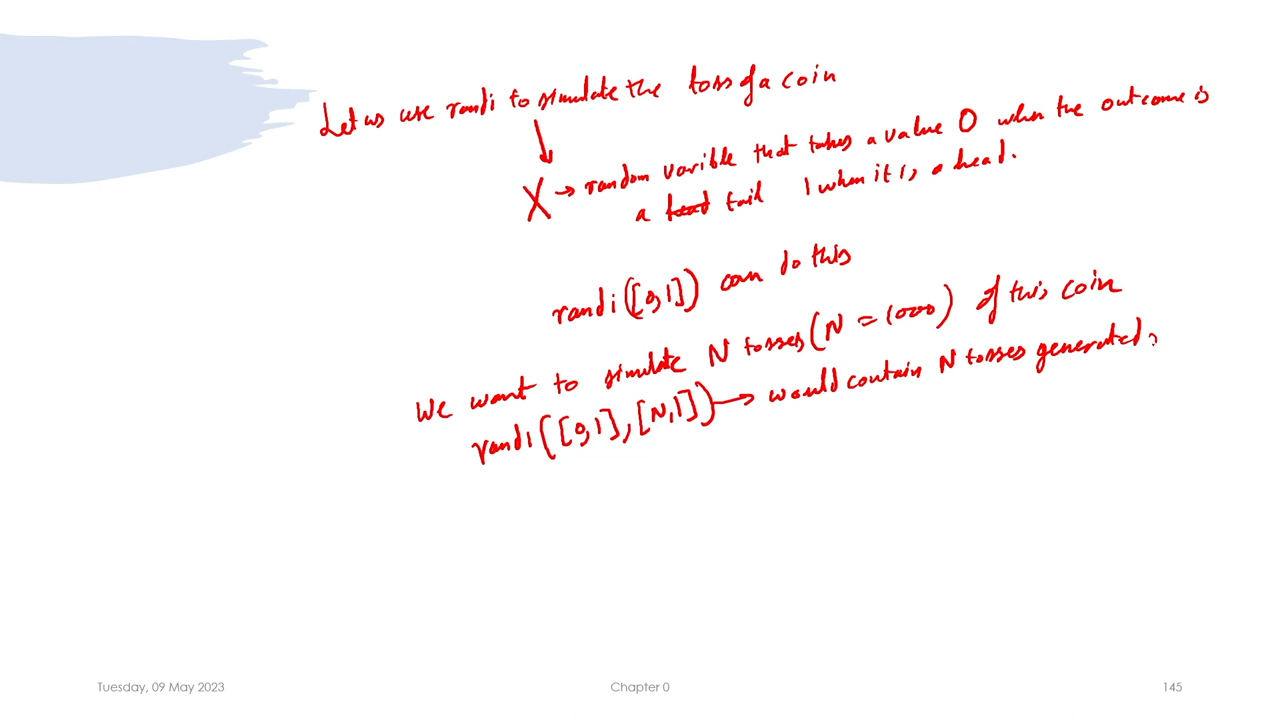 Let us use randi to simulate the toss of a coin
X → random varible that takes a value 0 when the outcome is
a tail 1 when it is a head.
randi([0,1]) can do this
We want to simulate N tosses (N = 1000) of this coin
randi([0,1],[N,1]) → would contain N tosses generated.
Tuesday, 09 May 2023 Chapter 0 145